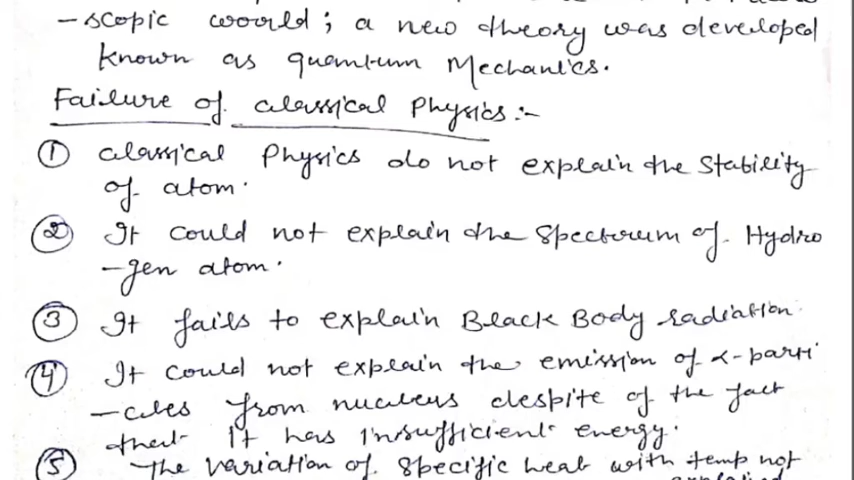 -scopic woorld; a new theory was developed
known as quantum Mechanics.
Failure of classical Physics :-
① classical Physics do not explain the stability
of atom.
② It could not explain the spectrum of Hydro
-gen atom.
③ It fails to explain Black Body radiation.
④ It could not explain the emission of α-parti
-cles from nucleus despite of the fact
that it has insufficient energy.
⑤ The variation of specific heat with temp not